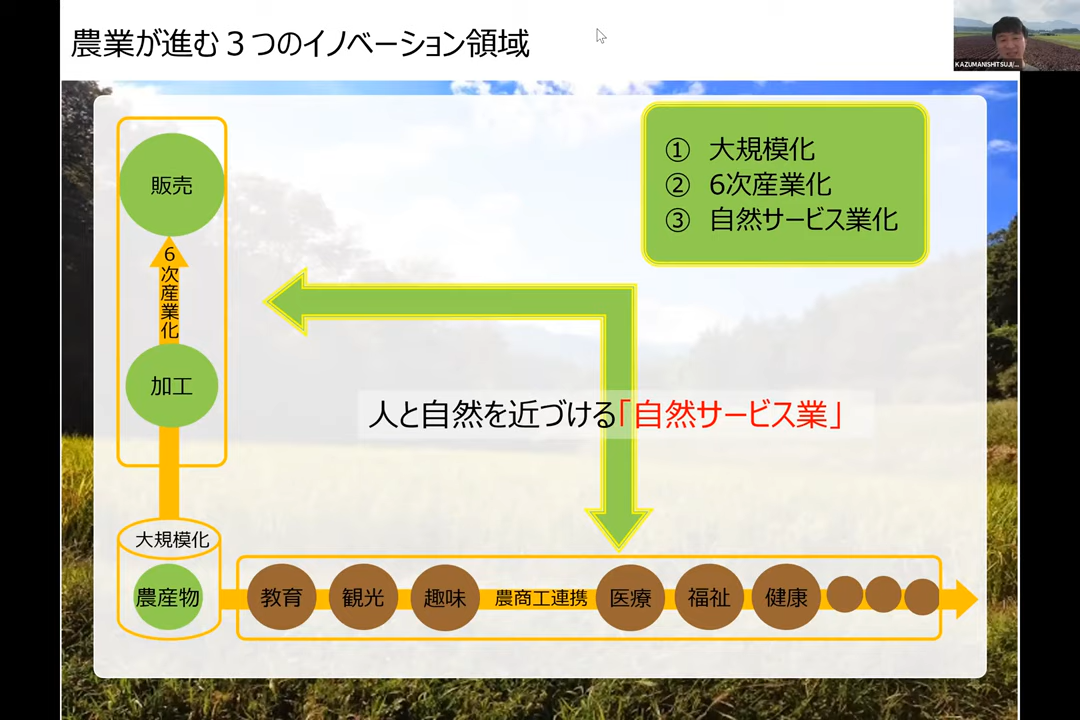 農業が進む３つのイノベーション領域
KAZUMANISHITSUJI/...
① 大規模化
② 6次産業化
③ 自然サービス業化
販売
6次産業化
加工
人と自然を近づける「自然サービス業」
大規模化
農産物
教育
観光
趣味
農商工連携
医療
福祉
健康